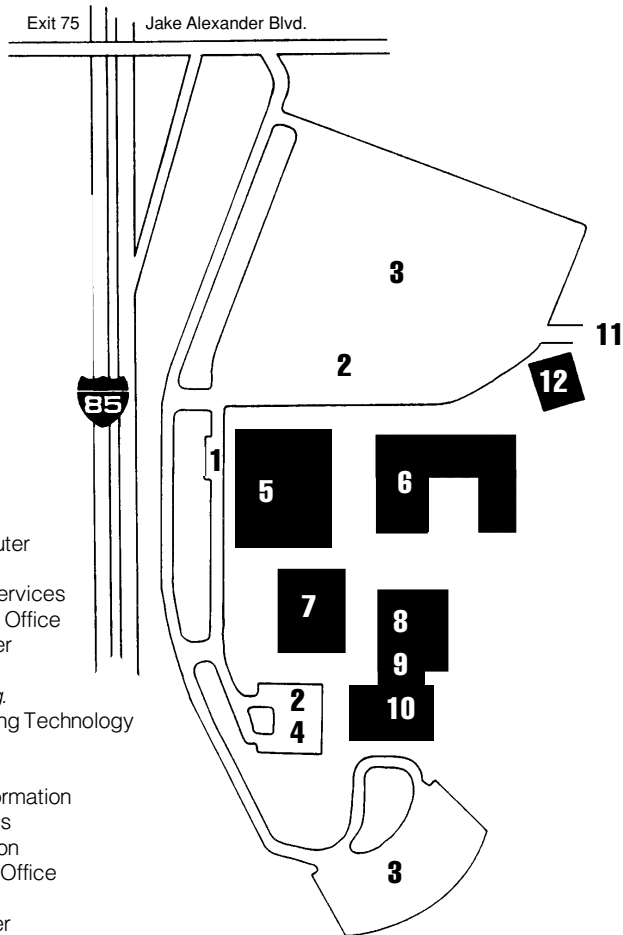 Exit 75
Jake Alexander Blvd.
3
11
2
12
85
1
5
6
uter
ervices
Office
7
8
er
9
g.
2
10
ng Technology
4
ormation
s
on
3
Office
er